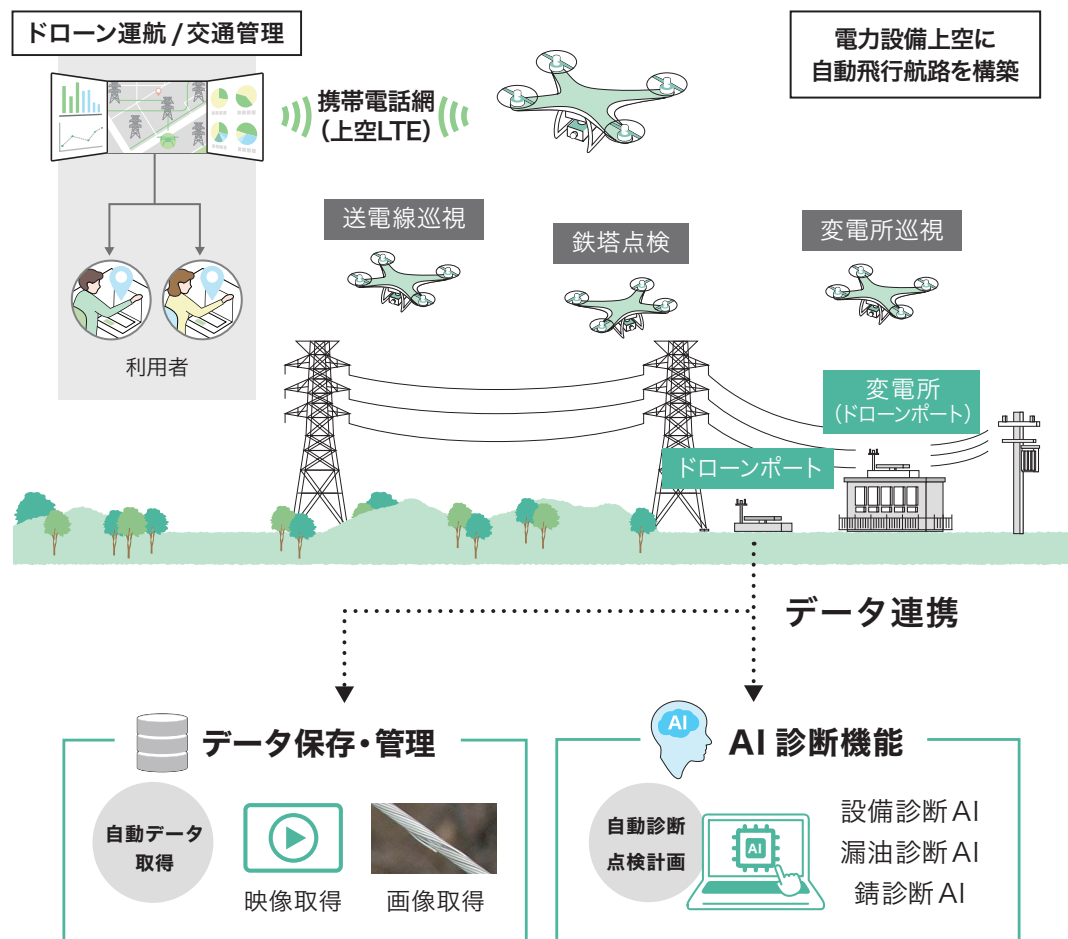 ドローン運航 / 交通管理
携帯電話網
(上空LTE)
電力設備上空に
自動飛行航路を構築
送電線巡視
鉄塔点検
変電所巡視
利用者
変電所
(ドローンポート)
ドローンポート
データ連携
データ保存・管理
自動データ
取得
映像取得
画像取得
AI
AI 診断機能
自動診断
点検計画
AI
設備診断 AI
漏油診断 AI
錆診断 AI